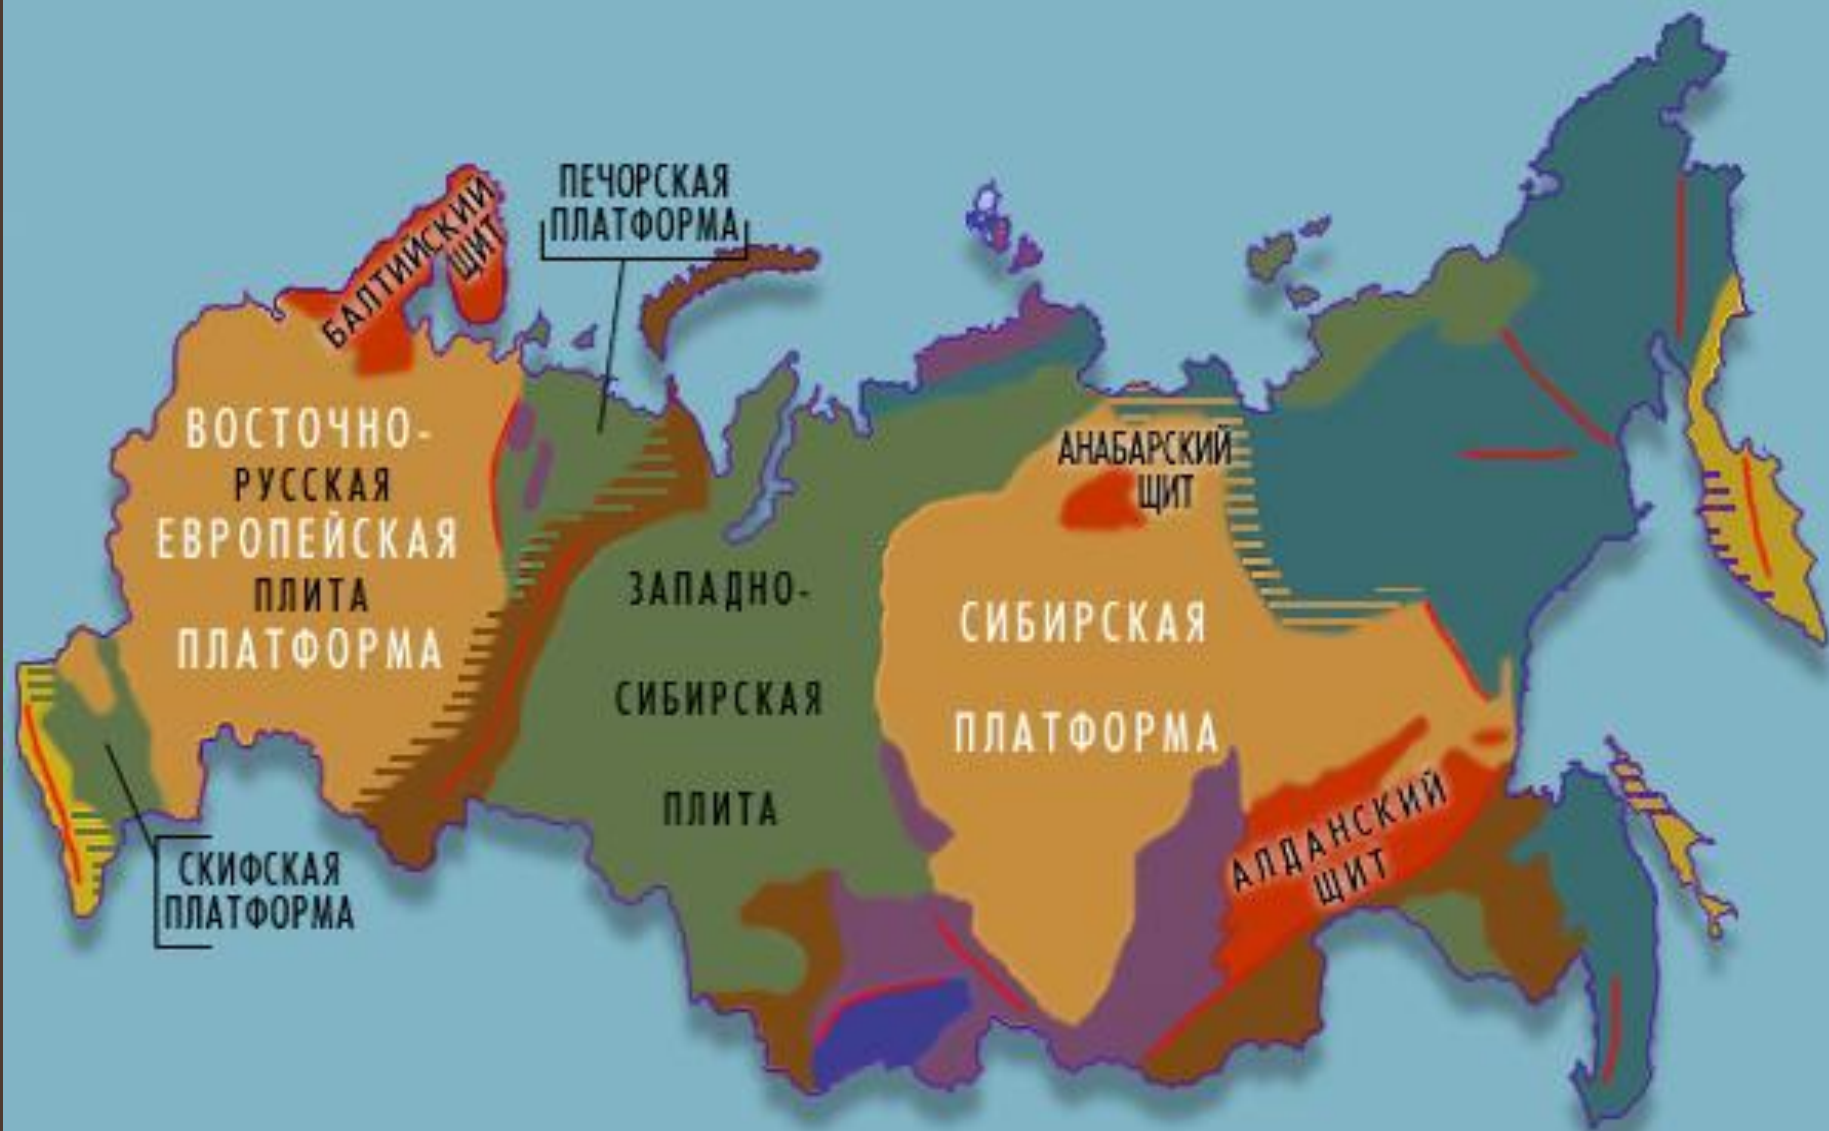 ПЕЧОРСКАЯ
ПЛАТФОРМА
БАЛТИЙСКИЙ
ЩИТ
ВОСТОЧНО-
РУССКАЯ
ЕВРОПЕЙСКАЯ
ПЛИТА
ПЛАТФОРМА
ЗАПАДНО-
СИБИРСКАЯ
ПЛИТА
АНАБАРСКИЙ
ЩИТ
СИБИРСКАЯ
ПЛАТФОРМА
АЛДАНСКИЙ
ЩИТ
СКИФСКАЯ
ПЛАТФОРМА